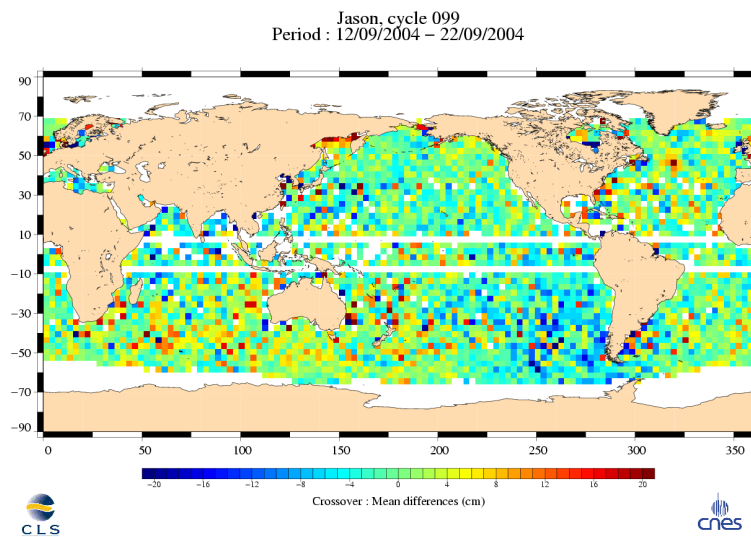 Jason, cycle 099
Period : 12/09/2004 − 22/09/2004
90
70
50
30
10
−10
−30
−50
−70
−90
0 50 100 150 200 250 300 350
−20 −16 −12 −8 −4 0 4 8 12 16 20
Crossover : Mean differences (cm)
CLS
cnes